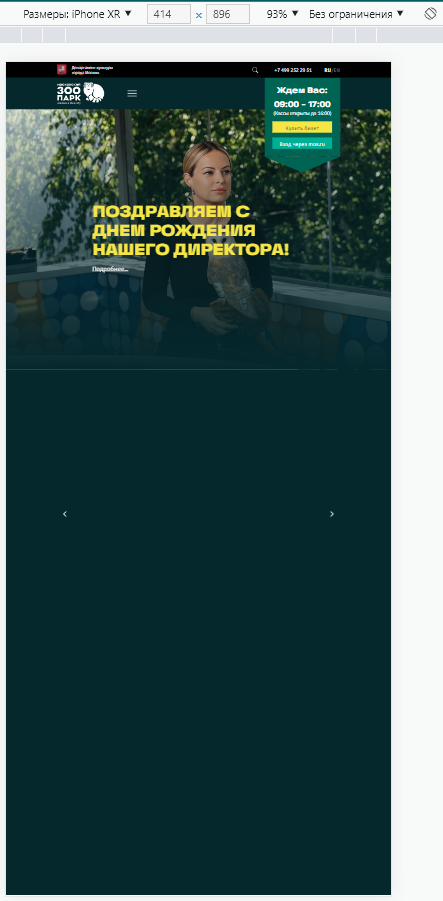 Размеры: iPhone XR ▼ 414 × 896 93% ▼ Без ограничения ▼
Департамент культуры
города Москвы
+7 499 252 29 51 RU/EN
МОСКОВСКИЙ
ЗОО
ПАРК
Ждем Вас:
09:00 – 17:00
(Кассы открыты до 16:00)
Купить билет
Вход через mos.ru
ПОЗДРАВЛЯЕМ С
ДНЕМ РОЖДЕНИЯ
НАШЕГО ДИРЕКТОРА!
Подробнее...